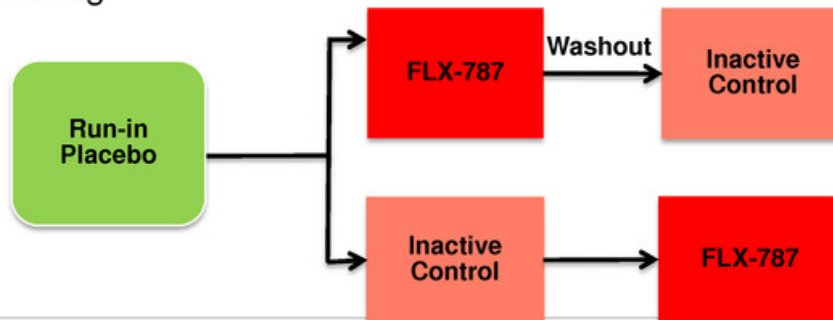 Run-in
Placebo
FLX-787
Washout
Inactive
Control
Inactive
Control
FLX-787